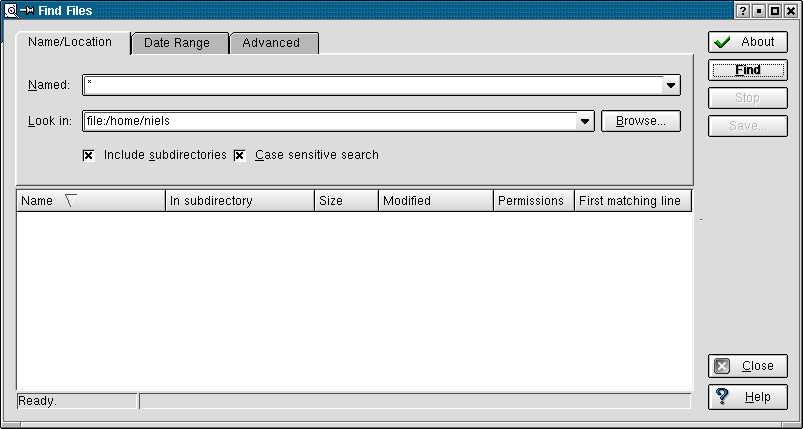 Find Files
Name/Location Date Range Advanced
Named: *
Look in: file:/home/niels Browse...
Include subdirectories Case sensitive search
About
Find
Stop
Save...
Name In subdirectory Size Modified Permissions First matching line
Close
Help
Ready.